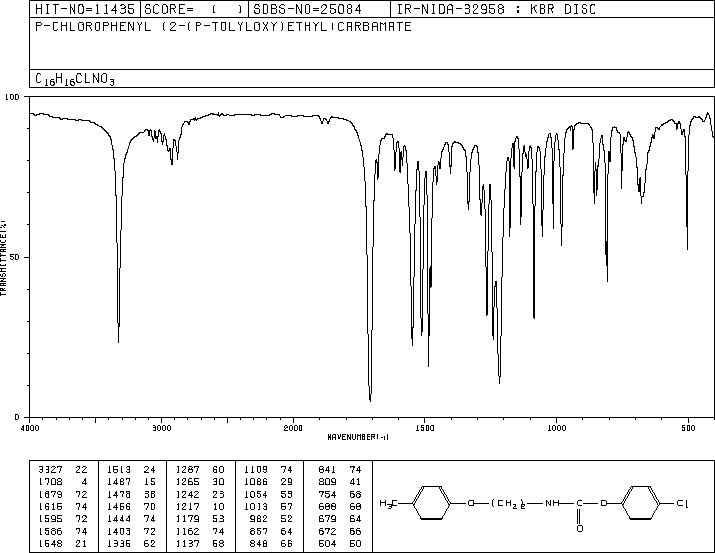 HIT-NO=11435 SCORE= ( ) SDBS-NO=25084 IR-NIDA-32958 : KBR DISC
P-CHLOROPHENYL (2-(P-TOLYLOXY)ETHYL)CARBAMATE
C16H16CLNO3
100
50
0
TRANSMITTANCE(%)
4000 3000 2000 1500 1000 500
WAVENUMBER(-1)
3327 22 1513 24 1287 60 1109 74 841 74
1708 4 1487 15 1265 30 1086 29 809 41
1679 72 1478 38 1242 23 1054 55 754 68
1615 74 1456 70 1217 10 1013 57 688 68
1595 72 1444 74 1179 53 982 52 679 64
1586 74 1403 72 1162 74 857 64 672 66
1548 21 1335 62 1137 58 848 66 504 50
H3C O (CH2)2 NH C O Cl
O